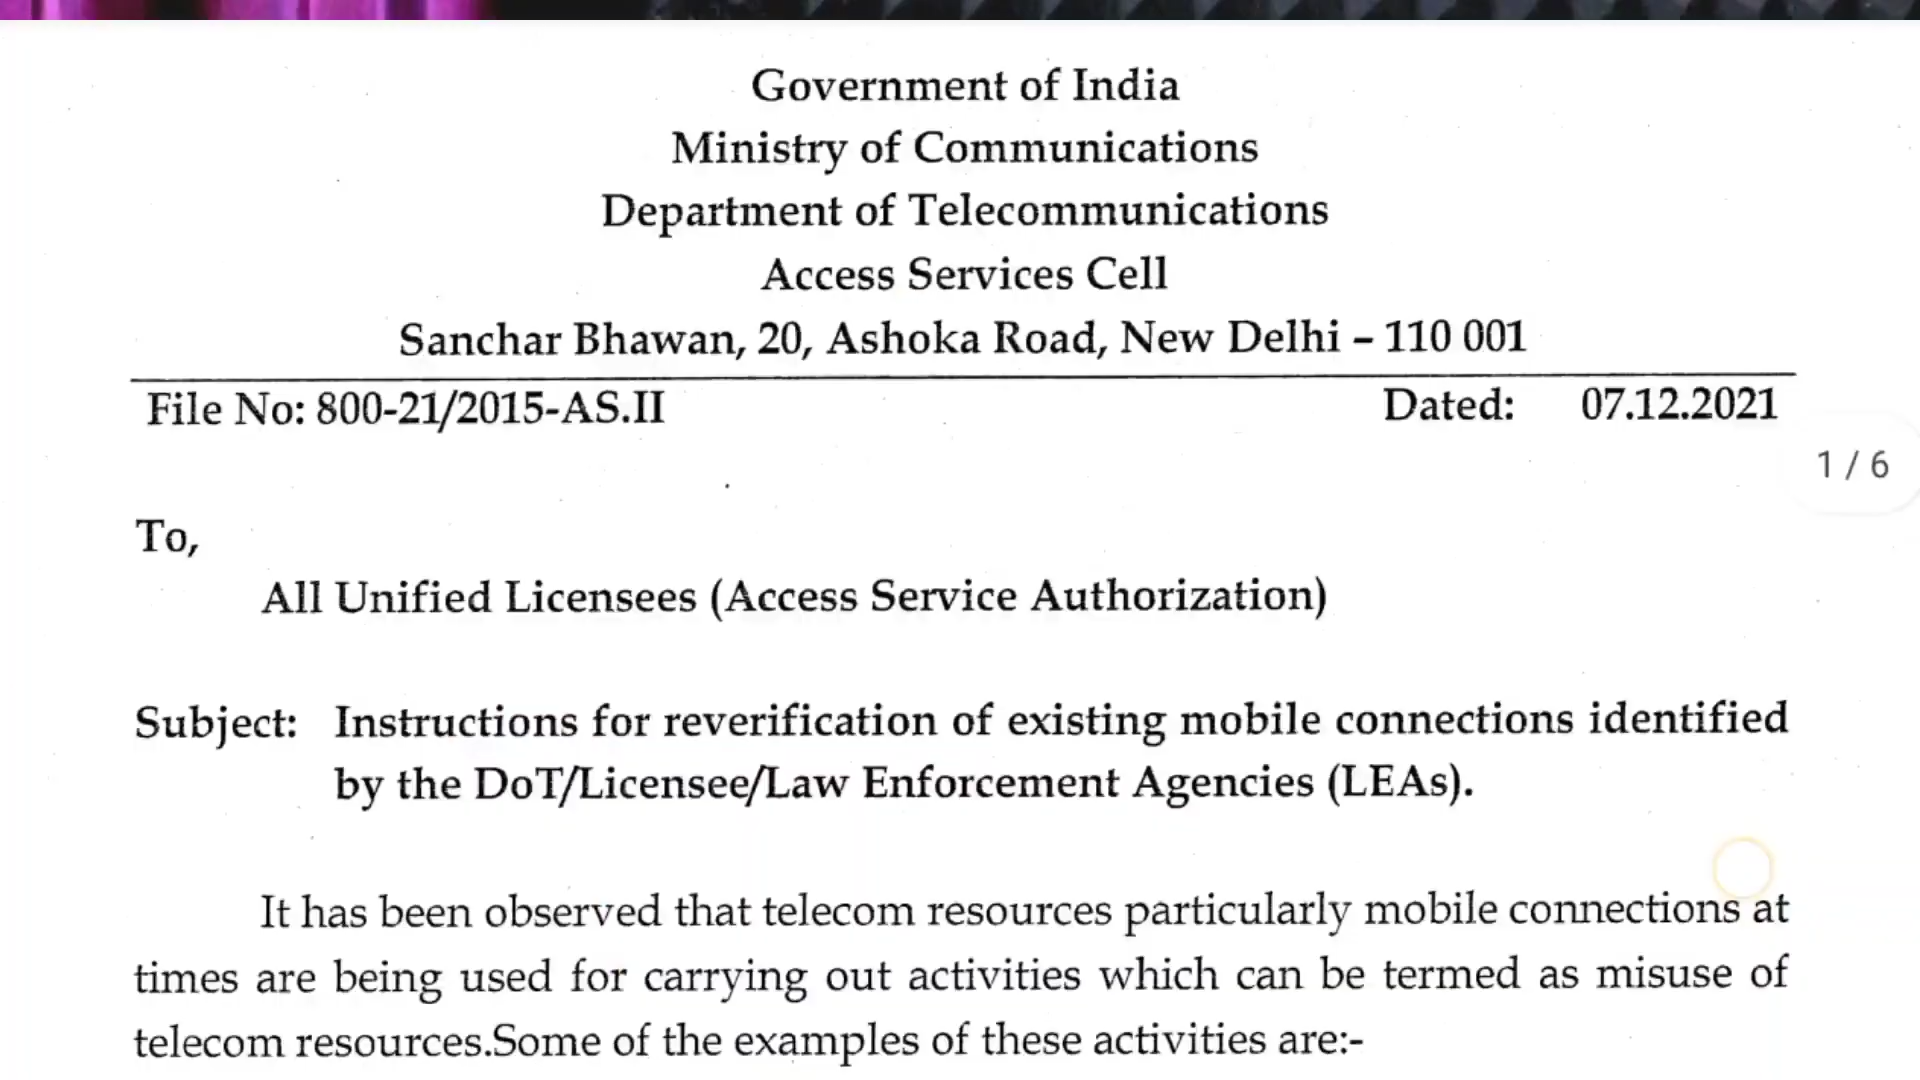 Government of India
Ministry of Communications
Department of Telecommunications
Access Services Cell
Sanchar Bhawan, 20, Ashoka Road, New Delhi – 110 001
File No: 800-21/2015-AS.II Dated: 07.12.2021
1 / 6
To,
All Unified Licensees (Access Service Authorization)
Subject: Instructions for reverification of existing mobile connections identified
by the DoT/Licensee/Law Enforcement Agencies (LEAs).
It has been observed that telecom resources particularly mobile connections at
times are being used for carrying out activities which can be termed as misuse of
telecom resources.Some of the examples of these activities are:-